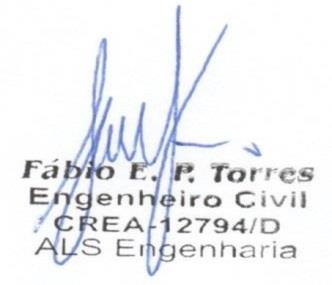 Fábio E. P. Torres
Engenheiro Civil
CREA-12794/D
ALS Engenharia